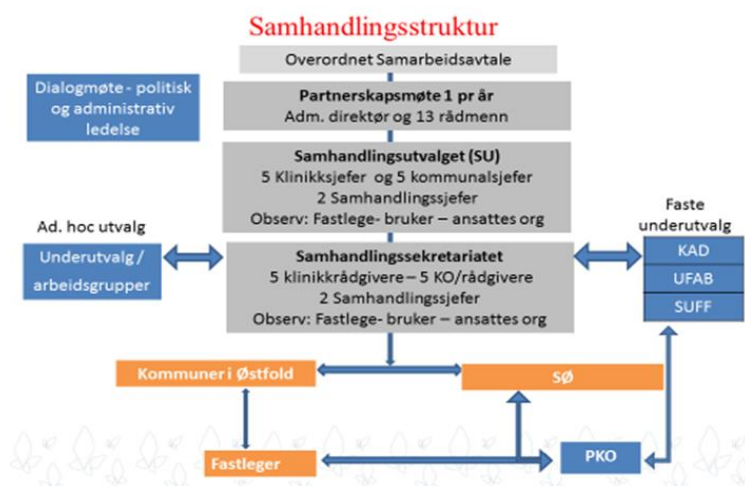 Samhandlingsstruktur
Overordnet Samarbeidsavtale
Dialogmøte - politisk
og administrativ
ledelse
Partnerskapsmøte 1 pr år
Adm. direktør og 13 rådmenn
Samhandlingsutvalget (SU)
5 Klinikksjefer og 5 kommunalsjefer
2 Samhandlingssjefer
Observ: Fastlege- bruker – ansattes org
Ad. hoc utvalg
Underutvalg /
arbeidsgrupper
Samhandlingssekretariatet
5 klinikkrådgivere – 5 KO/rådgivere
2 Samhandlingssjefer
Observ: Fastlege- bruker – ansattes org
Faste
underutvalg
KAD
UFAB
SUFF
Kommuner i Østfold
SØ
Fastleger
PKO